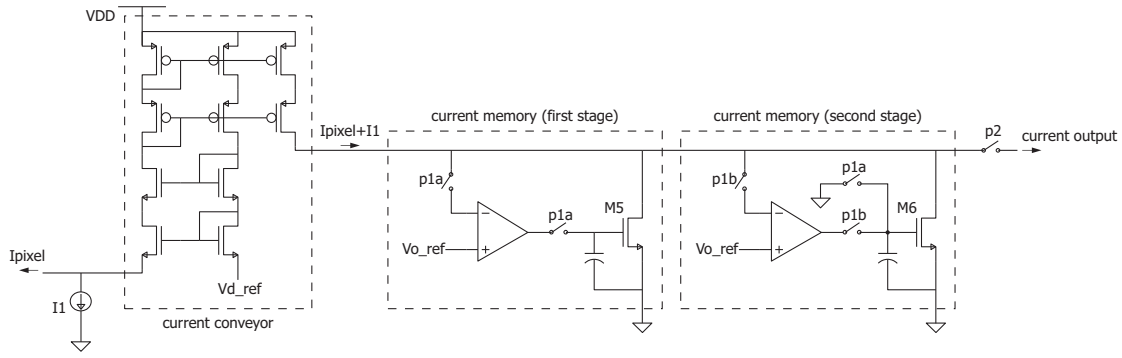 VDD
current memory (first stage)
current memory (second stage)
Ipixel+I1
p2
current output
p1a
p1b
p1a
p1a
M5
p1b
M6
Vo_ref
Vo_ref
Ipixel
Vd_ref
I1
current conveyor